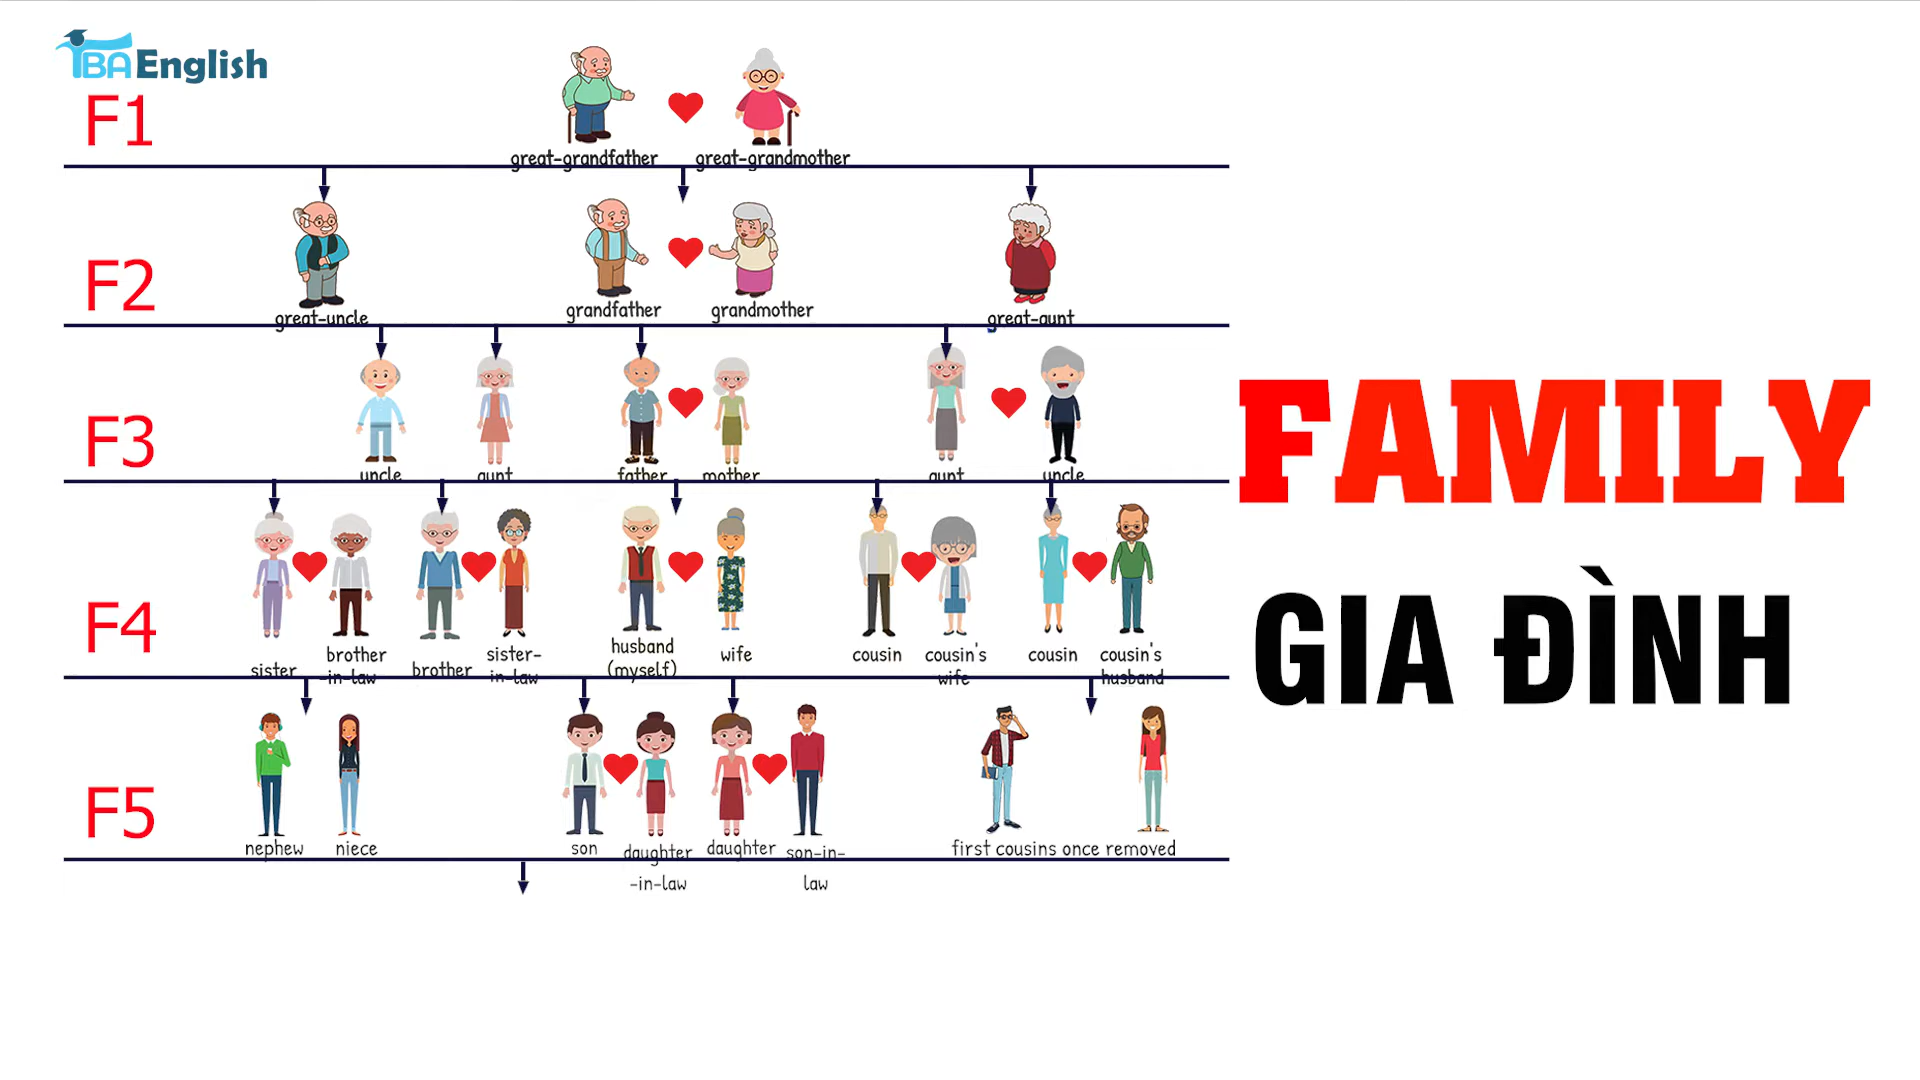 TBA English
F1
great-grandfather great-grandmother
F2
great-uncle grandfather grandmother great-aunt
F3
uncle aunt father mother aunt uncle
F4
sister brother
-in-law brother sister-
in-law husband
(myself) wife cousin cousin's
wife cousin cousin's
husband
F5
nephew niece son daughter
-in-law daughter son-in-
law first cousins once removed
FAMILY
GIA ĐÌNH